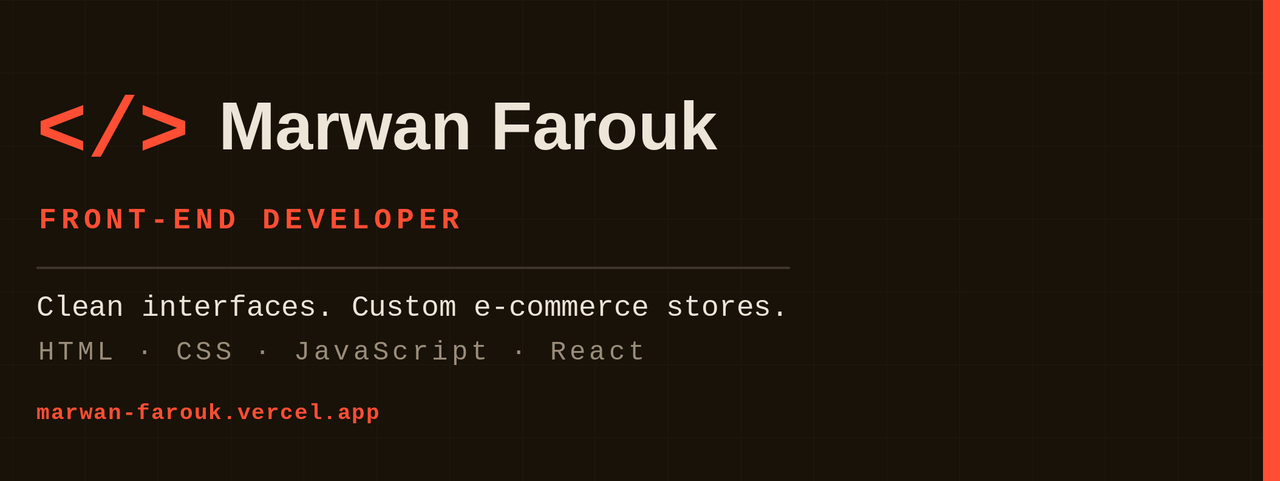 </> Marwan Farouk
FRONT-END DEVELOPER
Clean interfaces. Custom e-commerce stores.
HTML · CSS · JavaScript · React
marwan-farouk.vercel.app